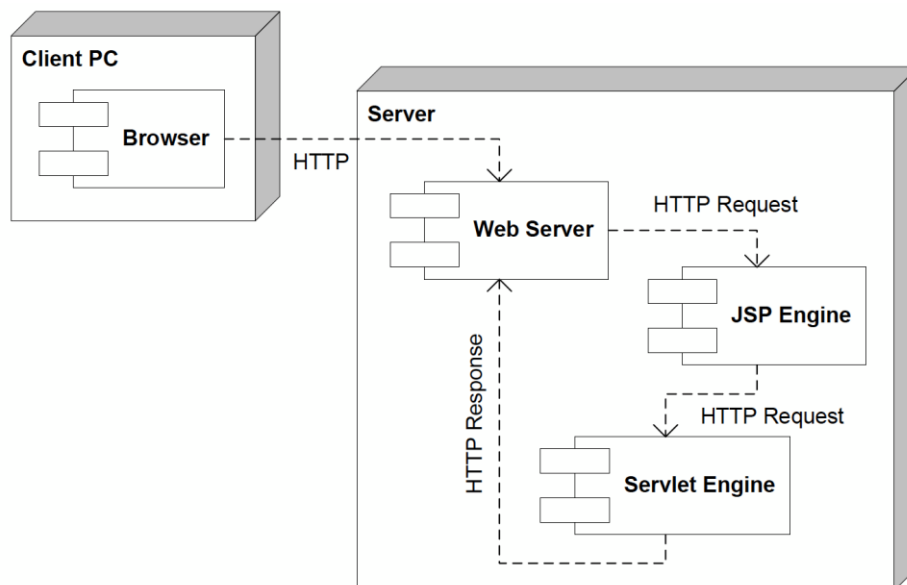 Client PC
Browser
HTTP
Server
Web Server
HTTP Request
JSP Engine
HTTP Response
HTTP Request
Servlet Engine